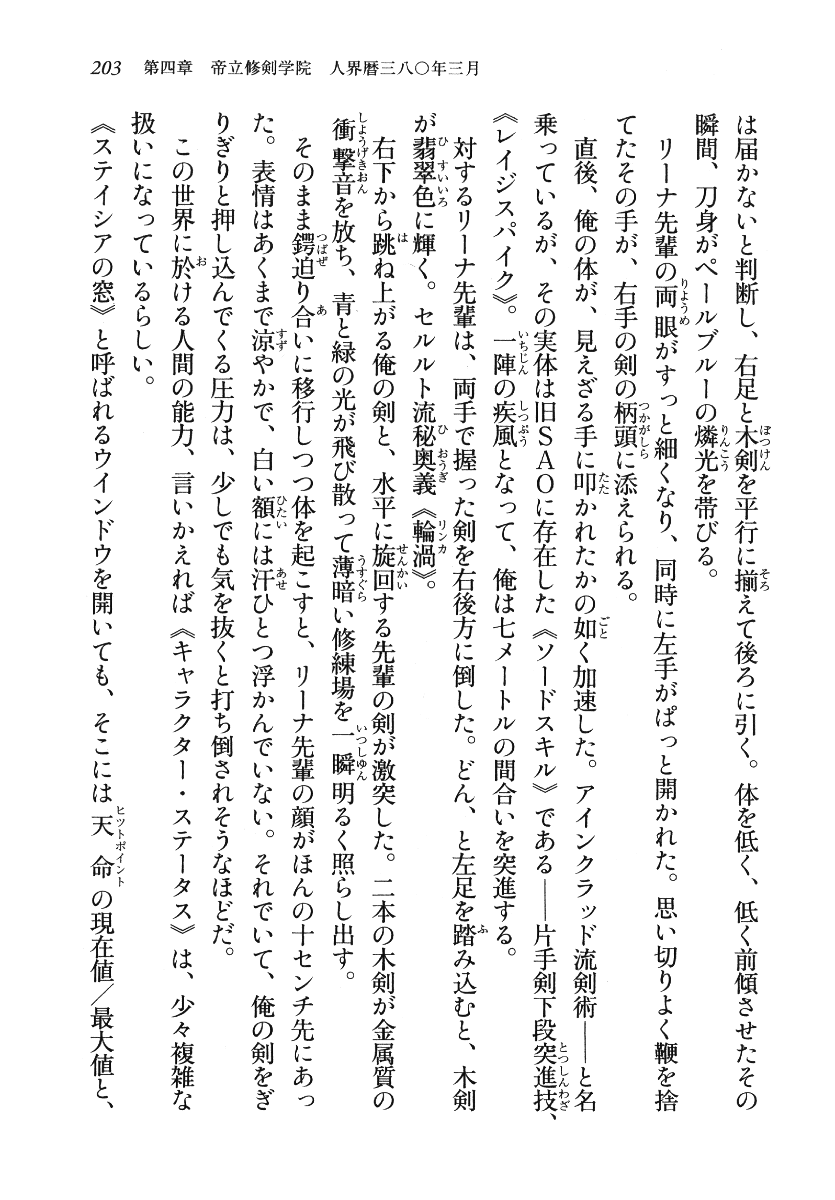 203　第四章　帝立修剣学院　人界暦三八〇年三月
は届かないと判断し、右足と木剣を平行に揃えて後ろに引く。体を低く、低く前傾させたその
瞬間、刀身がペールブルーの燐光を帯びる。
リーナ先輩の両眼がすっと細くなり、同時に左手がぱっと開かれた。思い切りよく鞭を捨
てたその手が、右手の剣の柄頭に添えられる。
直後、俺の体が、見えざる手に叩かれたかの如く加速した。アインクラッド流剣術――と名
乗っているが、その実体は旧ＳＡＯに存在した《ソードスキル》である――片手剣下段突進技、
《レイジスパイク》。一陣の疾風となって、俺は七メートルの間合いを突進する。
対するリーナ先輩は、両手で握った剣を右後方に倒した。どん、と左足を踏み込むと、木剣
が翡翠色に輝く。セルルト流秘奥義《輪渦》。
右下から跳ね上がる俺の剣と、水平に旋回する先輩の剣が激突した。二本の木剣が金属質の
衝撃音を放ち、青と緑の光が飛び散って薄暗い修練場を一瞬明るく照らし出す。
そのまま鍔迫り合いに移行しつつ体を起こすと、リーナ先輩の顔がほんの十センチ先にあっ
た。表情はあくまで涼やかで、白い額には汗ひとつ浮かんでいない。それでいて、俺の剣をぎ
りぎりと押し込んでくる圧力は、少しでも気を抜くと打ち倒されそうなほどだ。
この世界に於ける人間の能力、言いかえれば《キャラクター・ステータス》は、少々複雑な
扱いになっているらしい。
《ステイシアの窓》と呼ばれるウインドウを開いても、そこには天命の現在値／最大値と、